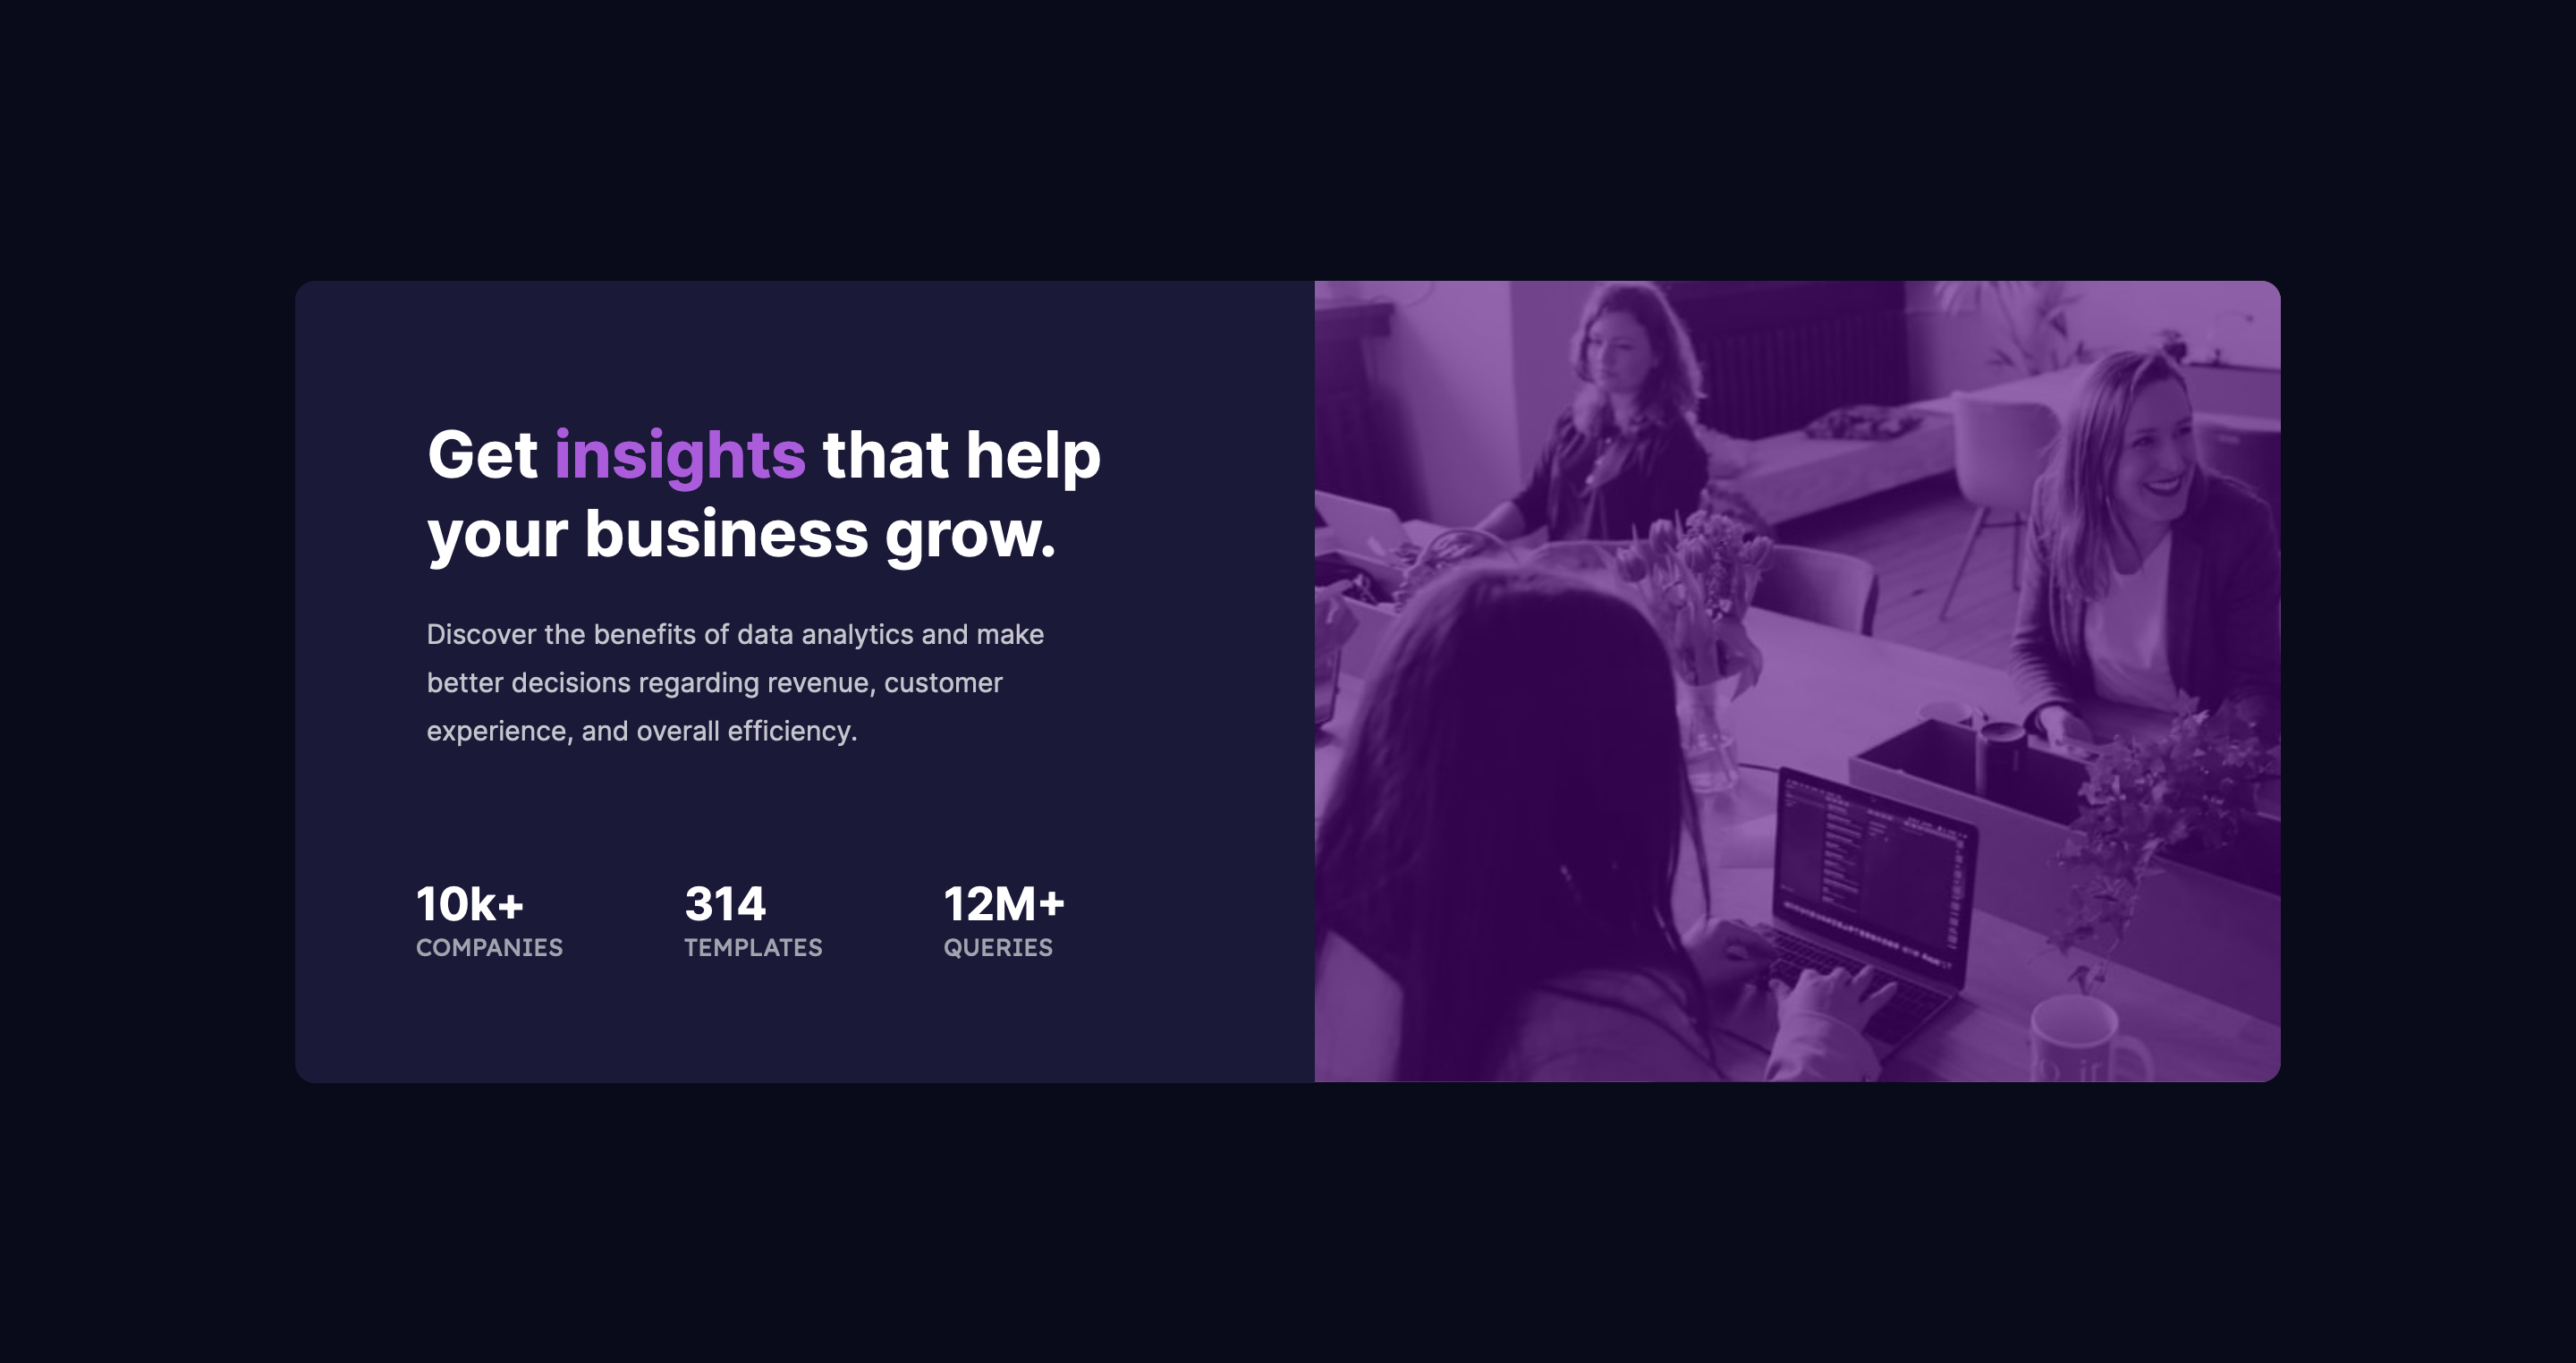 Get insights that help
your business grow.
Discover the benefits of data analytics and make
better decisions regarding revenue, customer
experience, and overall efficiency.
10k+ 314 12M+
COMPANIES TEMPLATES QUERIES